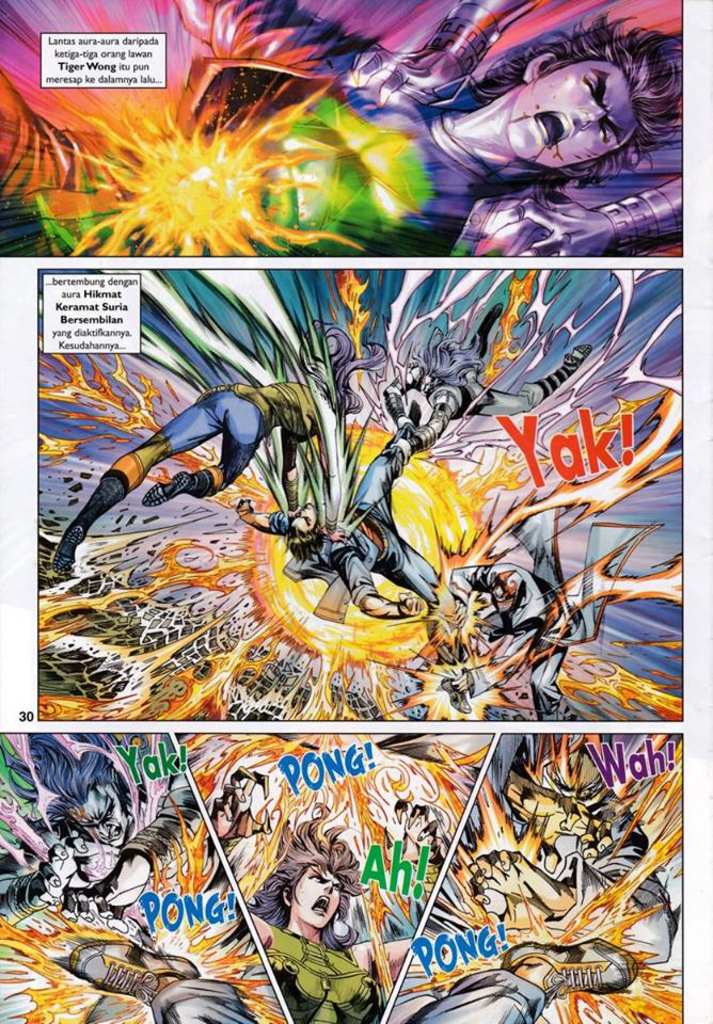 Lantas aura-aura daripada
ketiga-tiga orang lawan
Tiger Wong itu pun
meresap ke dalamnya lalu...
...bertembung dengan
aura Hikmat
Keramat Suria
Bersembilan
yang diaktifkannya.
Kesudahannya...
Yak!
30
Yak!
PONG!
PONG!
Ah!
Wah!
PONG!